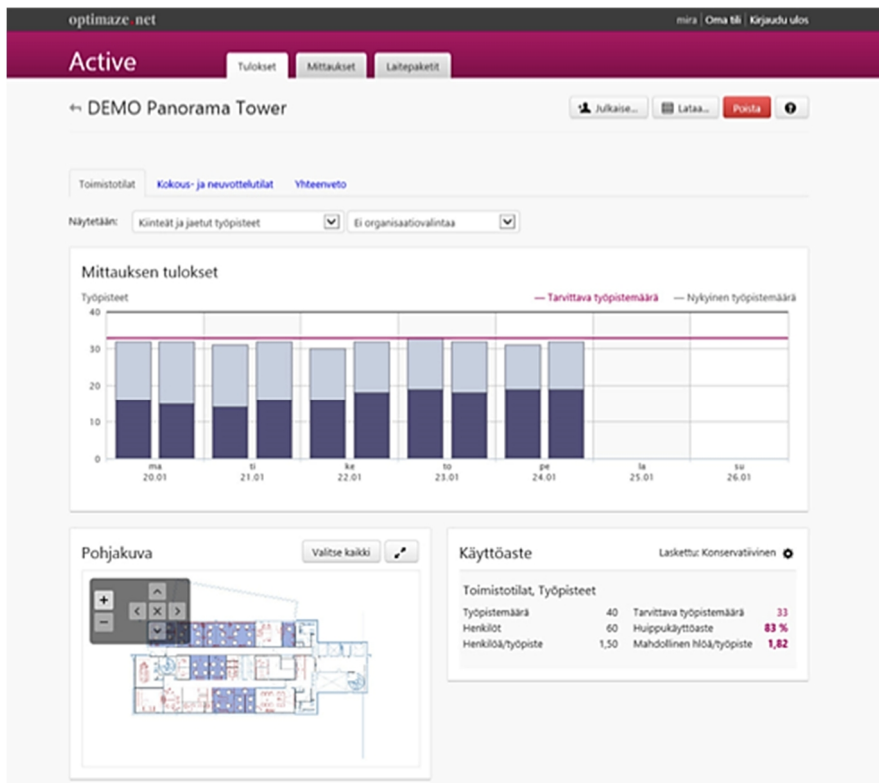 optimaze.net
mira Oma tili Kirjaudu ulos
Active
Tulokset Mittaukset Laitepaketit
DEMO Panorama Tower
Julkaise... Lataa... Poista ?
Toimistotilat Kokous- ja neuvottelutilat Yhteenveto
Näytetään: Kiinteät ja jaetut työpisteet Ei organisaatiovalintaa
Mittauksen tulokset
Työpisteet
Tarvittava työpistemäärä Nykyinen työpistemäärä
40
30
20
10
0
ma ti ke to pe la su
20.01 21.01 22.01 23.01 24.01 25.01 26.01
Pohjakuva
Valitse kaikki
Käyttöaste
Laskettu: Konservatiivinen
Toimistotilat, Työpisteet
Työpistemäärä 40 Tarvittava työpistemäärä 33
Henkilöt 60 Huippukäyttöaste 83 %
Henkilöä/työpiste 1,50 Mahdollinen hlöä/työpiste 1,82